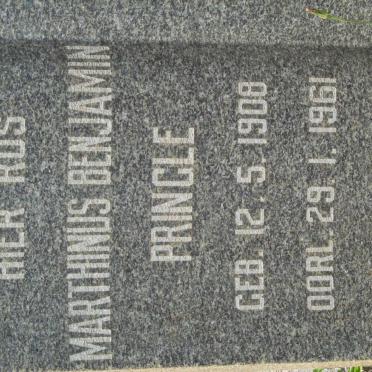 HIER RUS
MARTHINUS BENJAMIN
PRINGLE
GEB. 12. 5. 1908
OORL. 29. 1. 1961